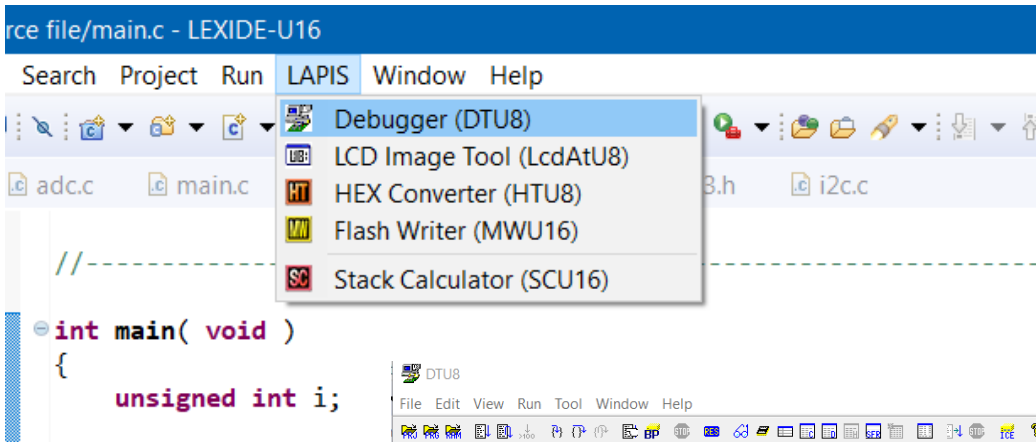 rce file/main.c - LEXIDE-U16
Search Project Run LAPIS Window Help
Debugger (DTU8)
LCD Image Tool (LcdAtU8)
HEX Converter (HTU8)
Flash Writer (MWU16)
Stack Calculator (SCU16)
adc.c main.c 3.h i2c.c
//----------------------------------------------------------------
int main( void )
{
unsigned int i;
DTU8
File Edit View Run Tool Window Help